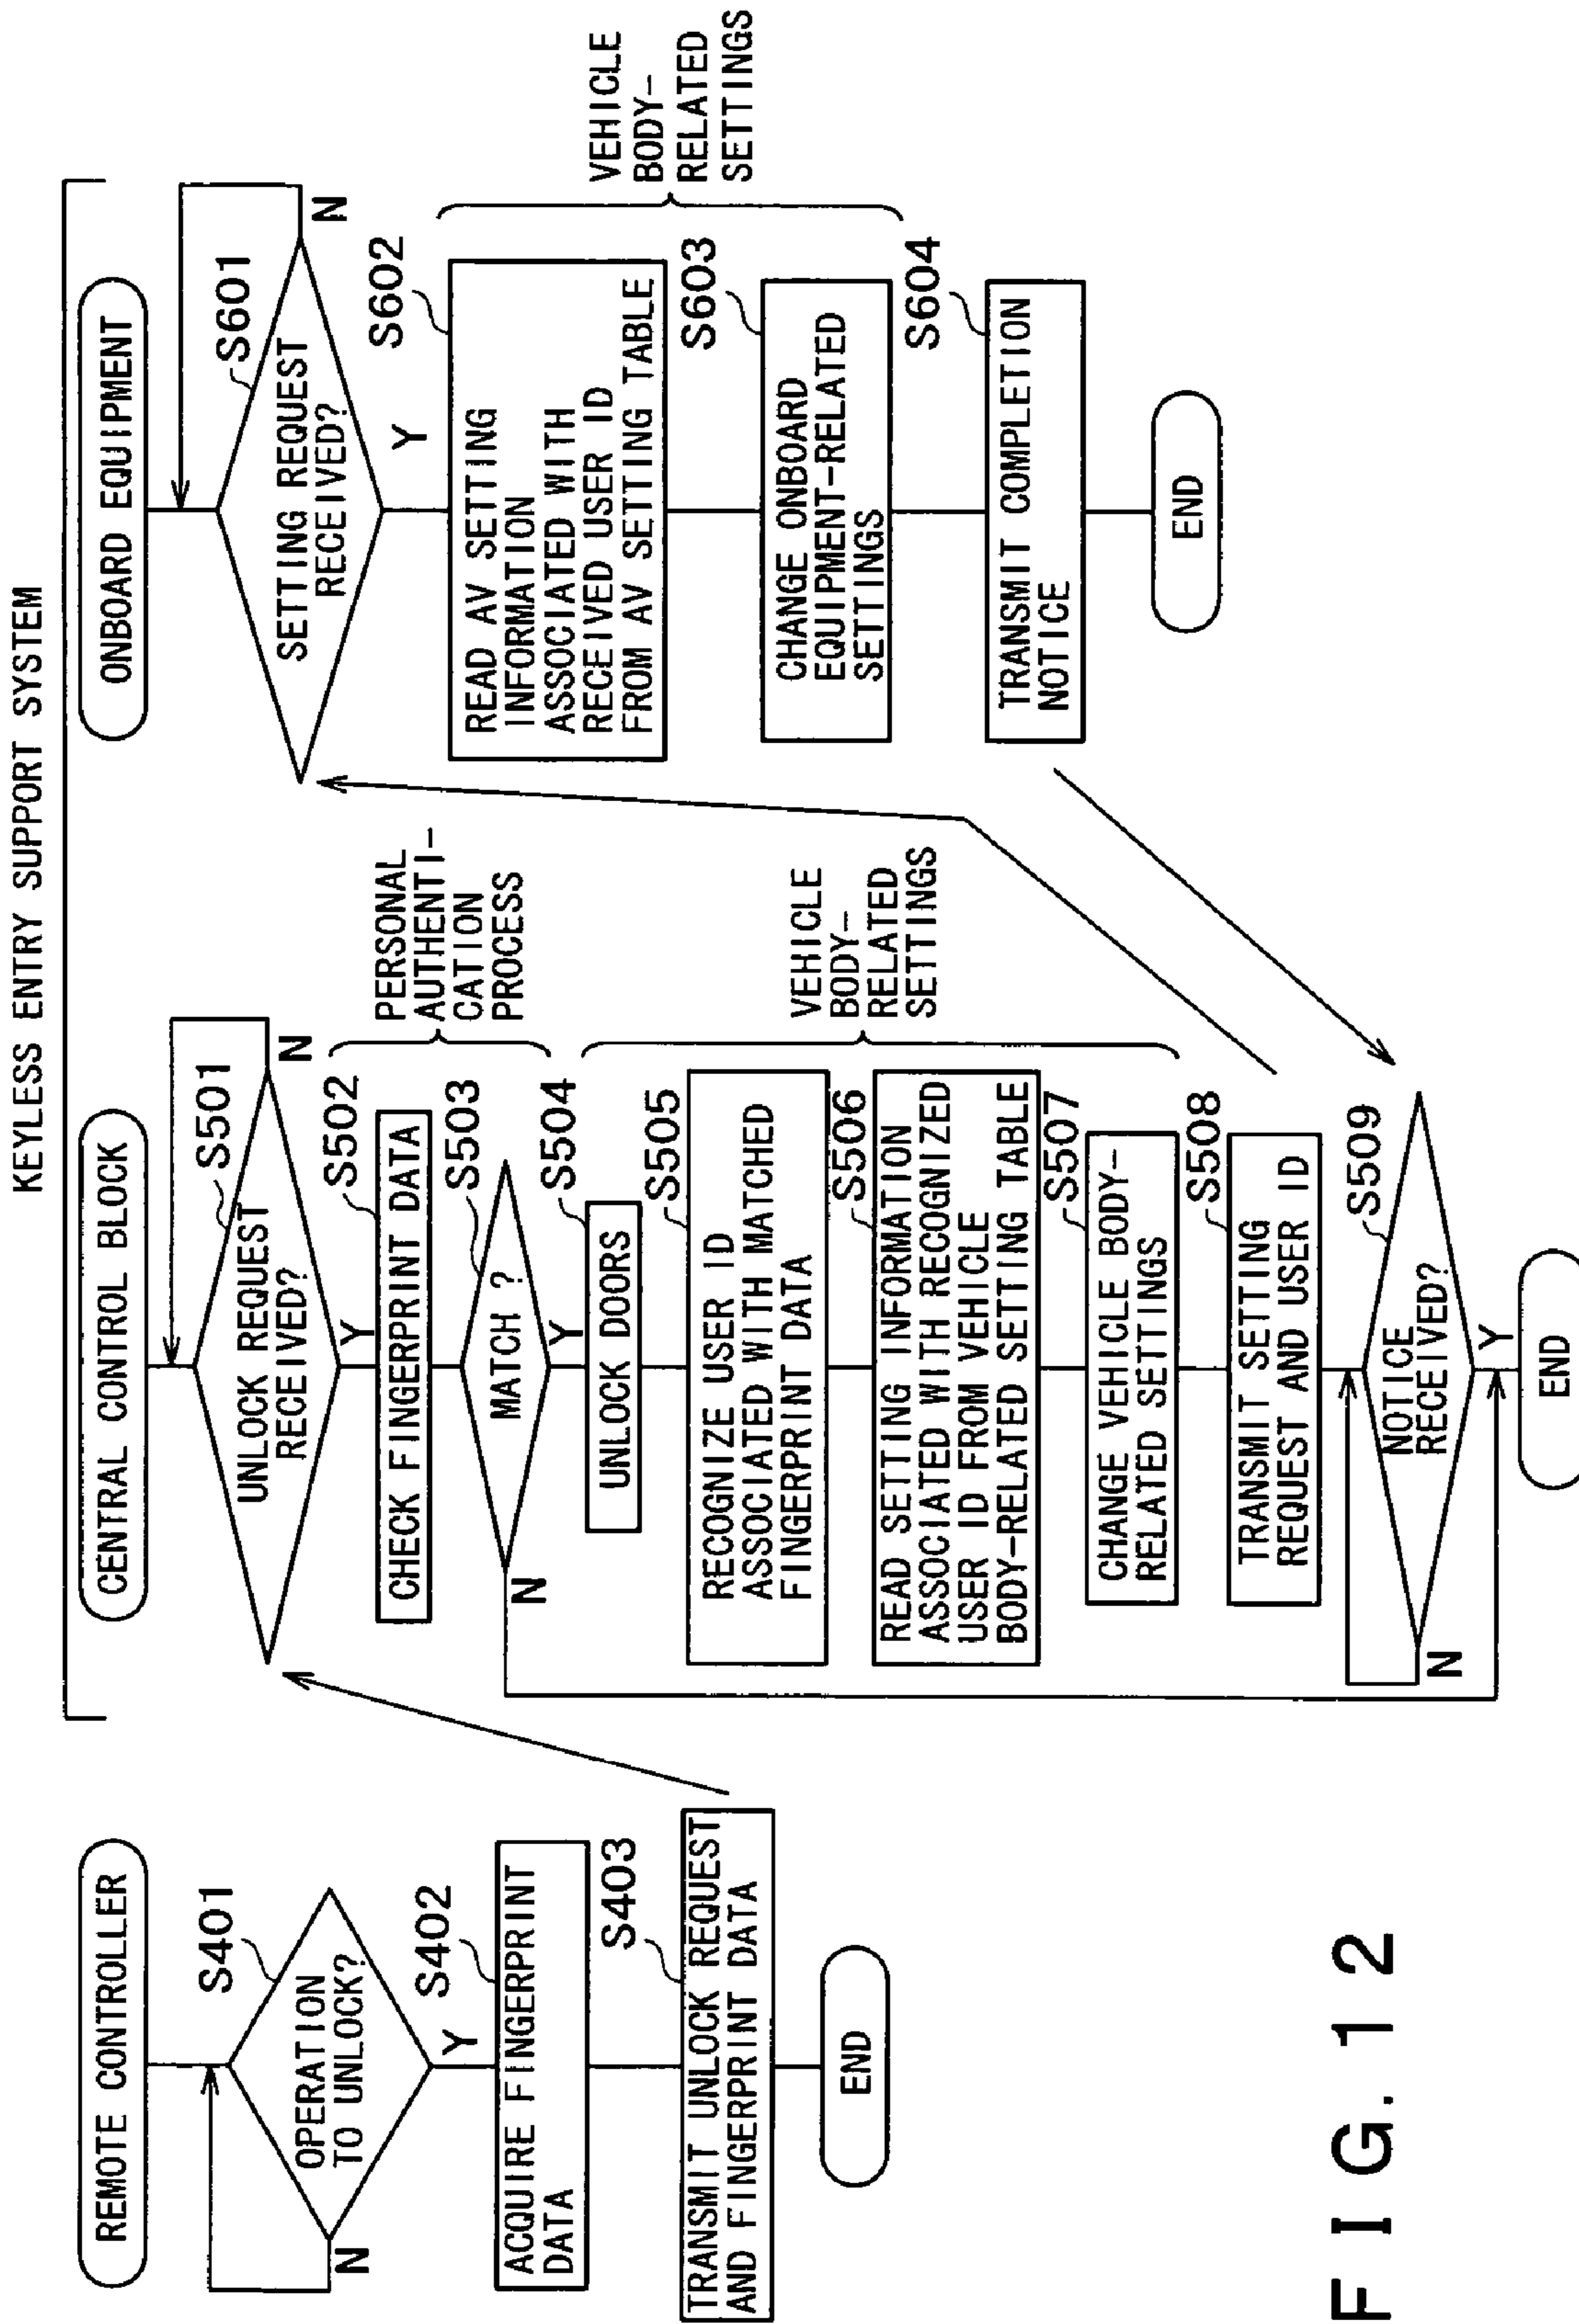 KEYLESS ENTRY SUPPORT SYSTEM
REMOTE CONTROLLER
S401
OPERATION
TO UNLOCK?
N
Y
S402
ACQUIRE FINGERPRINT
DATA
S403
TRANSMIT UNLOCK REQUEST
AND FINGERPRINT DATA
END
CENTRAL CONTROL BLOCK
S501
UNLOCK REQUEST
RECEIVED?
N
Y
S502
CHECK FINGERPRINT DATA
S503
MATCH ?
N
Y
PERSONAL
AUTHENTI-
CATION
PROCESS
S504
UNLOCK DOORS
S505
RECOGNIZE USER ID
ASSOCIATED WITH MATCHED
FINGERPRINT DATA
S506
READ SETTING INFORMATION
ASSOCIATED WITH RECOGNIZED
USER ID FROM VEHICLE
BODY-RELATED SETTING TABLE
S507
CHANGE VEHICLE BODY-
RELATED SETTINGS
VEHICLE
BODY-
RELATED
SETTINGS
S508
TRANSMIT SETTING
REQUEST AND USER ID
S509
NOTICE
RECEIVED?
N
Y
END
ONBOARD EQUIPMENT
S601
SETTING REQUEST
RECEIVED?
N
Y
S602
READ AV SETTING
INFORMATION
ASSOCIATED WITH
RECEIVED USER ID
FROM AV SETTING TABLE
S603
CHANGE ONBOARD
EQUIPMENT-RELATED
SETTINGS
VEHICLE
BODY-
RELATED
SETTINGS
S604
TRANSMIT COMPLETION
NOTICE
END
FIG.12